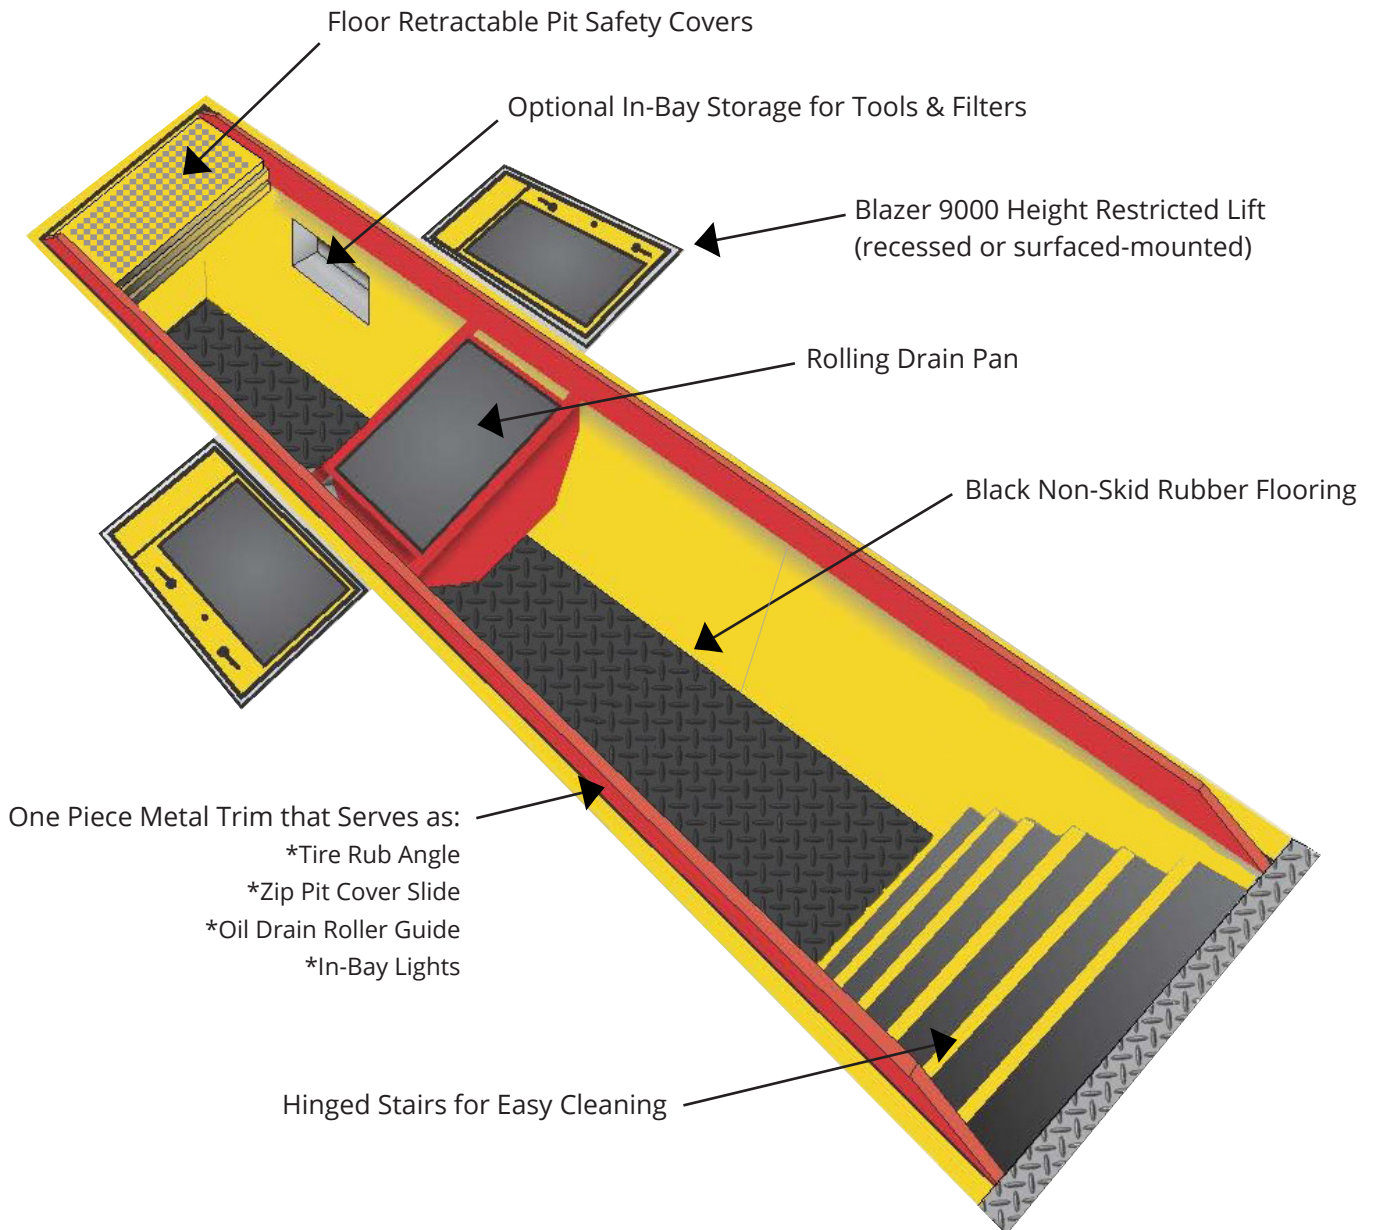 Floor Retractable Pit Safety Covers
Optional In-Bay Storage for Tools & Filters
Blazer 9000 Height Restricted Lift
(recessed or surfaced-mounted)
Rolling Drain Pan
Black Non-Skid Rubber Flooring
One Piece Metal Trim that Serves as:
*Tire Rub Angle
*Zip Pit Cover Slide
*Oil Drain Roller Guide
*In-Bay Lights
Hinged Stairs for Easy Cleaning